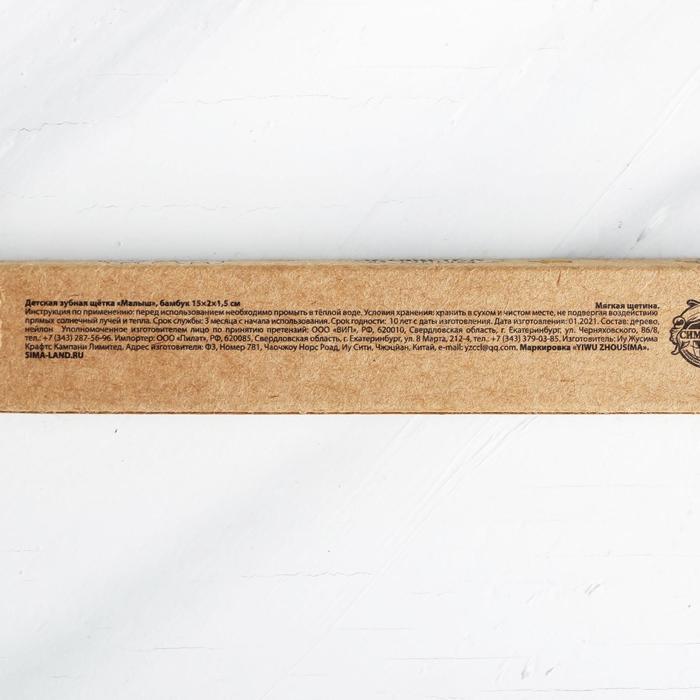 Детская зубная щётка «Малыш», бамбук 15×2×1,5 см Мягкая щетина.
Инструкция по применению: перед использованием необходимо промыть в тёплой воде. Условия хранения: хранить в сухом и чистом месте, не подвергая воздействию
прямых солнечный лучей и тепла. Срок службы: 3 месяца с начала использования. Срок годности: 10 лет с даты изготовления. Дата изготовления: 01.2021. Состав: дерево,
нейлон Уполномоченное изготовителем лицо по принятию претензий: ООО «ВИП», РФ, 620010, Свердловская область, г. Екатеринбург, ул. Черняховского, 86/8,
тел.: +7 (343) 287-56-96. Импортер: ООО «Пилат», РФ, 620085, Свердловская область, г. Екатеринбург, ул. 8 Марта, 212-4, тел.: +7 (343) 379-03-85. Изготовитель: Иу Жусима
Крафтс Кампани Лимитед. Адрес изготовителя: Ф3, Номер 781, Чаочжоу Норс Роад, Иу Сити, Чжэцзян, Китай, e-mail: yzccl@qq.com. Маркировка «YIWU ZHOUSIMA».
SIMA-LAND.RU
СИМ